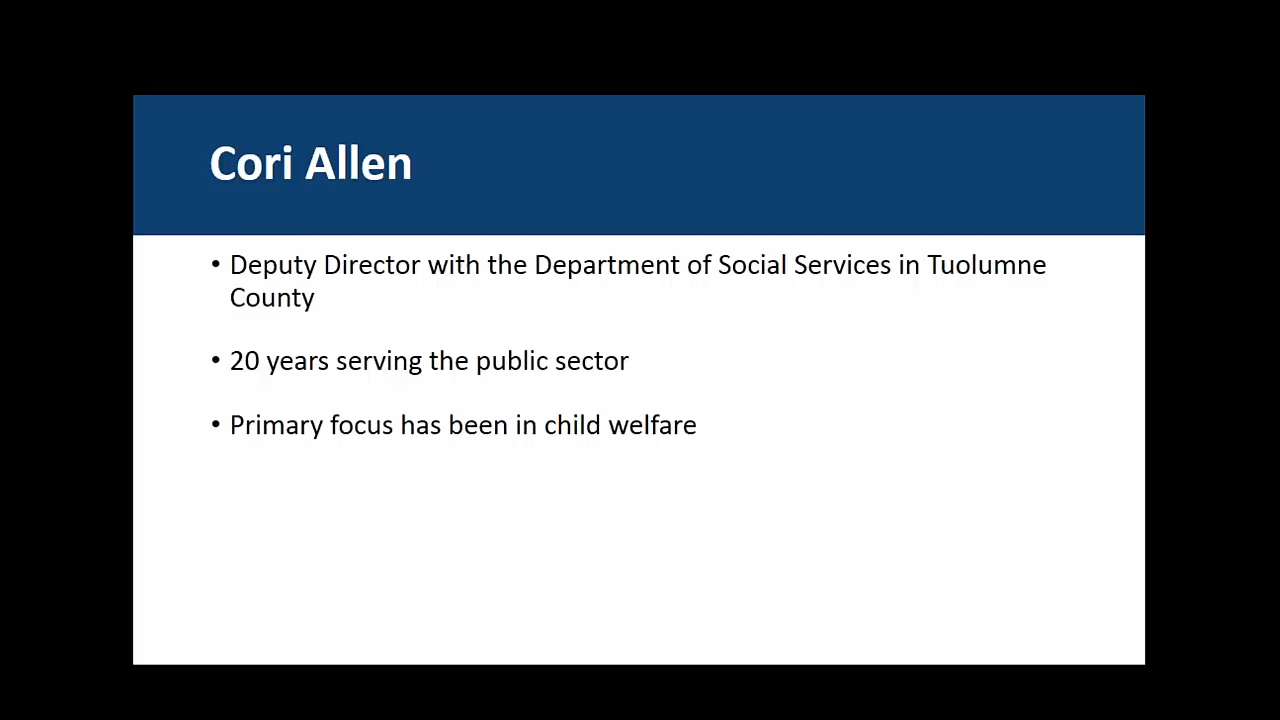 Cori Allen
• Deputy Director with the Department of Social Services in Tuolumne
County
• 20 years serving the public sector
• Primary focus has been in child welfare